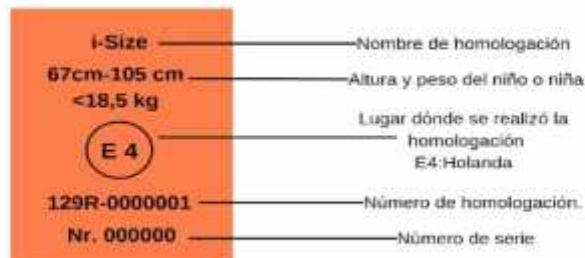 i-Size
Nombre de homologación
67cm-105 cm
<18,5 kg
Altura y peso del niño o niña
E 4
Lugar dónde se realizó la
homologación
E4:Holanda
129R-0000001
Número de homologación.
Nr. 000000
Número de serie